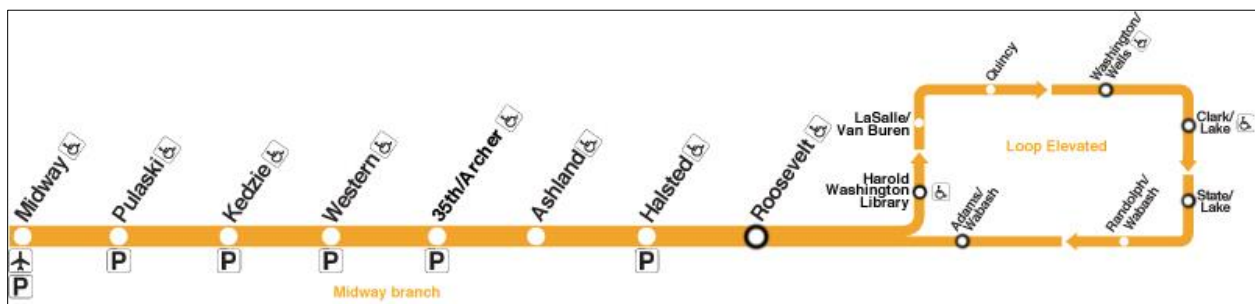 Midway
Pulaski
Kedzie
Western
35th/Archer
Ashland
Halsted
Roosevelt
Harold
Washington
Library
LaSalle/
Van Buren
Quincy
Washington/
Wells
Clark/
Lake
State/
Lake
Randolph/
Wabash
Adams/
Wabash
Loop Elevated
P
P
P
P
P
P
Midway branch